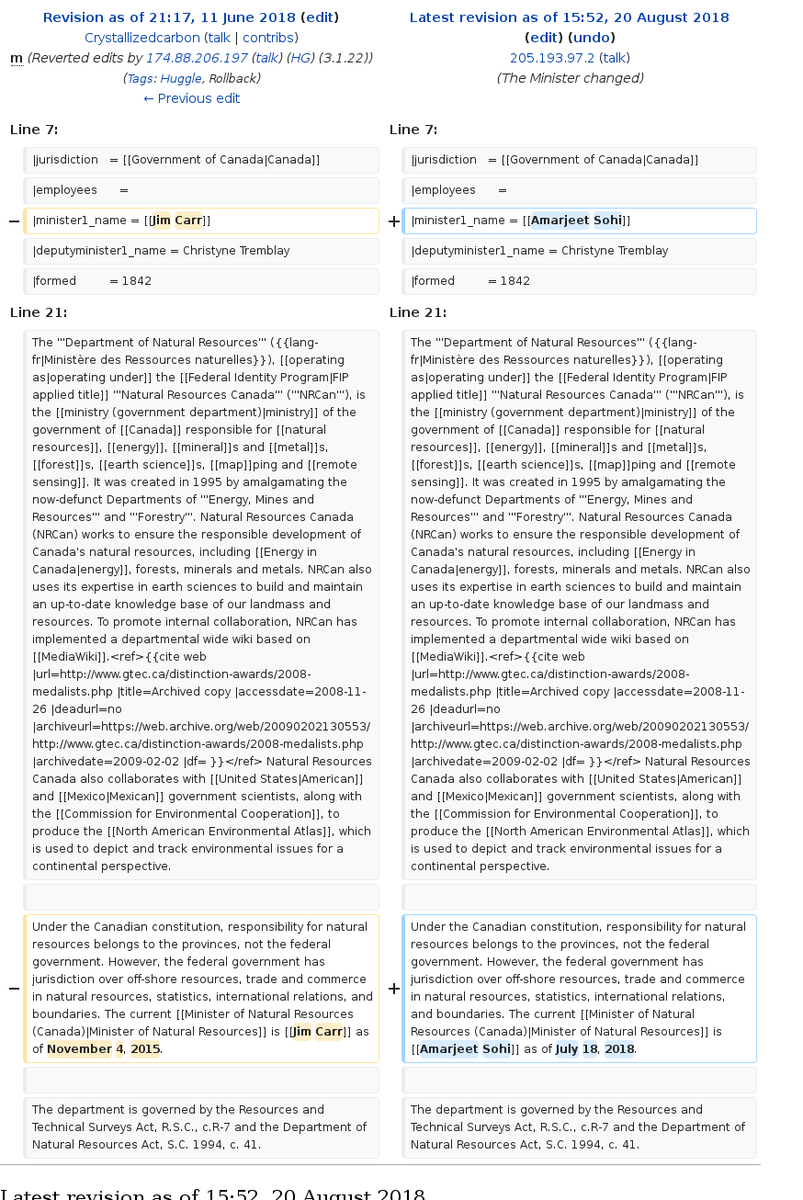 Revision as of 21:17, 11 June 2018 (edit)
Crystallizedcarbon (talk | contribs)
m (Reverted edits by 174.88.206.197 (talk) (HG) (3.1.22))
(Tags: Huggle, Rollback)
← Previous edit
Latest revision as of 15:52, 20 August 2018
(edit) (undo)
205.193.97.2 (talk)
(The Minister changed)
Line 7:
Line 7:
|jurisdiction = [[Government of Canada|Canada]]
|jurisdiction = [[Government of Canada|Canada]]
|employees =
|employees =
− |minister1_name = [[Jim Carr]]
+ |minister1_name = [[Amarjeet Sohi]]
|deputyminister1_name = Christyne Tremblay
|deputyminister1_name = Christyne Tremblay
|formed = 1842
|formed = 1842
Line 21:
Line 21:
The '''Department of Natural Resources''' ({{lang-
fr|Ministère des Ressources naturelles}}), [[operating
as|operating under]] the [[Federal Identity Program|FIP
applied title]] '''Natural Resources Canada''' ('''NRCan'''), is
the [[ministry (government department)|ministry]] of the
government of [[Canada]] responsible for [[natural
resources]], [[energy]], [[mineral]]s and [[metal]]s,
[[forest]]s, [[earth science]]s, [[map]]ping and [[remote
sensing]]. It was created in 1995 by amalgamating the
now-defunct Departments of '''Energy, Mines and
Resources''' and '''Forestry'''. Natural Resources Canada
(NRCan) works to ensure the responsible development of
Canada's natural resources, including [[Energy in
Canada|energy]], forests, minerals and metals. NRCan also
uses its expertise in earth sciences to build and maintain
an up-to-date knowledge base of our landmass and
resources. To promote internal collaboration, NRCan has
implemented a departmental wide wiki based on
[[MediaWiki]].<ref>{{cite web
|url=http://www.gtec.ca/distinction-awards/2008-
medalists.php |title=Archived copy |accessdate=2008-11-
26 |deadurl=no
|archiveurl=https://web.archive.org/web/20090202130553/
http://www.gtec.ca/distinction-awards/2008-medalists.php
|archivedate=2009-02-02 |df= }}</ref> Natural Resources
Canada also collaborates with [[United States|American]]
and [[Mexico|Mexican]] government scientists, along with
the [[Commission for Environmental Cooperation]], to
produce the [[North American Environmental Atlas]], which
is used to depict and track environmental issues for a
continental perspective.
The '''Department of Natural Resources''' ({{lang-
fr|Ministère des Ressources naturelles}}), [[operating
as|operating under]] the [[Federal Identity Program|FIP
applied title]] '''Natural Resources Canada''' ('''NRCan'''), is
the [[ministry (government department)|ministry]] of the
government of [[Canada]] responsible for [[natural
resources]], [[energy]], [[mineral]]s and [[metal]]s,
[[forest]]s, [[earth science]]s, [[map]]ping and [[remote
sensing]]. It was created in 1995 by amalgamating the
now-defunct Departments of '''Energy, Mines and
Resources''' and '''Forestry'''. Natural Resources Canada
(NRCan) works to ensure the responsible development of
Canada's natural resources, including [[Energy in
Canada|energy]], forests, minerals and metals. NRCan also
uses its expertise in earth sciences to build and maintain
an up-to-date knowledge base of our landmass and
resources. To promote internal collaboration, NRCan has
implemented a departmental wide wiki based on
[[MediaWiki]].<ref>{{cite web
|url=http://www.gtec.ca/distinction-awards/2008-
medalists.php |title=Archived copy |accessdate=2008-11-
26 |deadurl=no
|archiveurl=https://web.archive.org/web/20090202130553/
http://www.gtec.ca/distinction-awards/2008-medalists.php
|archivedate=2009-02-02 |df= }}</ref> Natural Resources
Canada also collaborates with [[United States|American]]
and [[Mexico|Mexican]] government scientists, along with
the [[Commission for Environmental Cooperation]], to
produce the [[North American Environmental Atlas]], which
is used to depict and track environmental issues for a
continental perspective.
Under the Canadian constitution, responsibility for natural
resources belongs to the provinces, not the federal
government. However, the federal government has
jurisdiction over off-shore resources, trade and commerce
− in natural resources, statistics, international relations, and
boundaries. The current [[Minister of Natural Resources
(Canada)|Minister of Natural Resources]] is [[Jim Carr]] as
of November 4, 2015.
Under the Canadian constitution, responsibility for natural
resources belongs to the provinces, not the federal
government. However, the federal government has
jurisdiction over off-shore resources, trade and commerce
+ in natural resources, statistics, international relations,
and boundaries. The current [[Minister of Natural
Resources (Canada)|Minister of Natural Resources]] is
[[Amarjeet Sohi]] as of July 18, 2018.
The department is governed by the Resources and
Technical Surveys Act, R.S.C., c.R-7 and the Department of
Natural Resources Act, S.C. 1994, c. 41.
The department is governed by the Resources and
Technical Surveys Act, R.S.C., c.R-7 and the Department of
Natural Resources Act, S.C. 1994, c. 41.
Latest revision as of 15:52, 20 August 2018